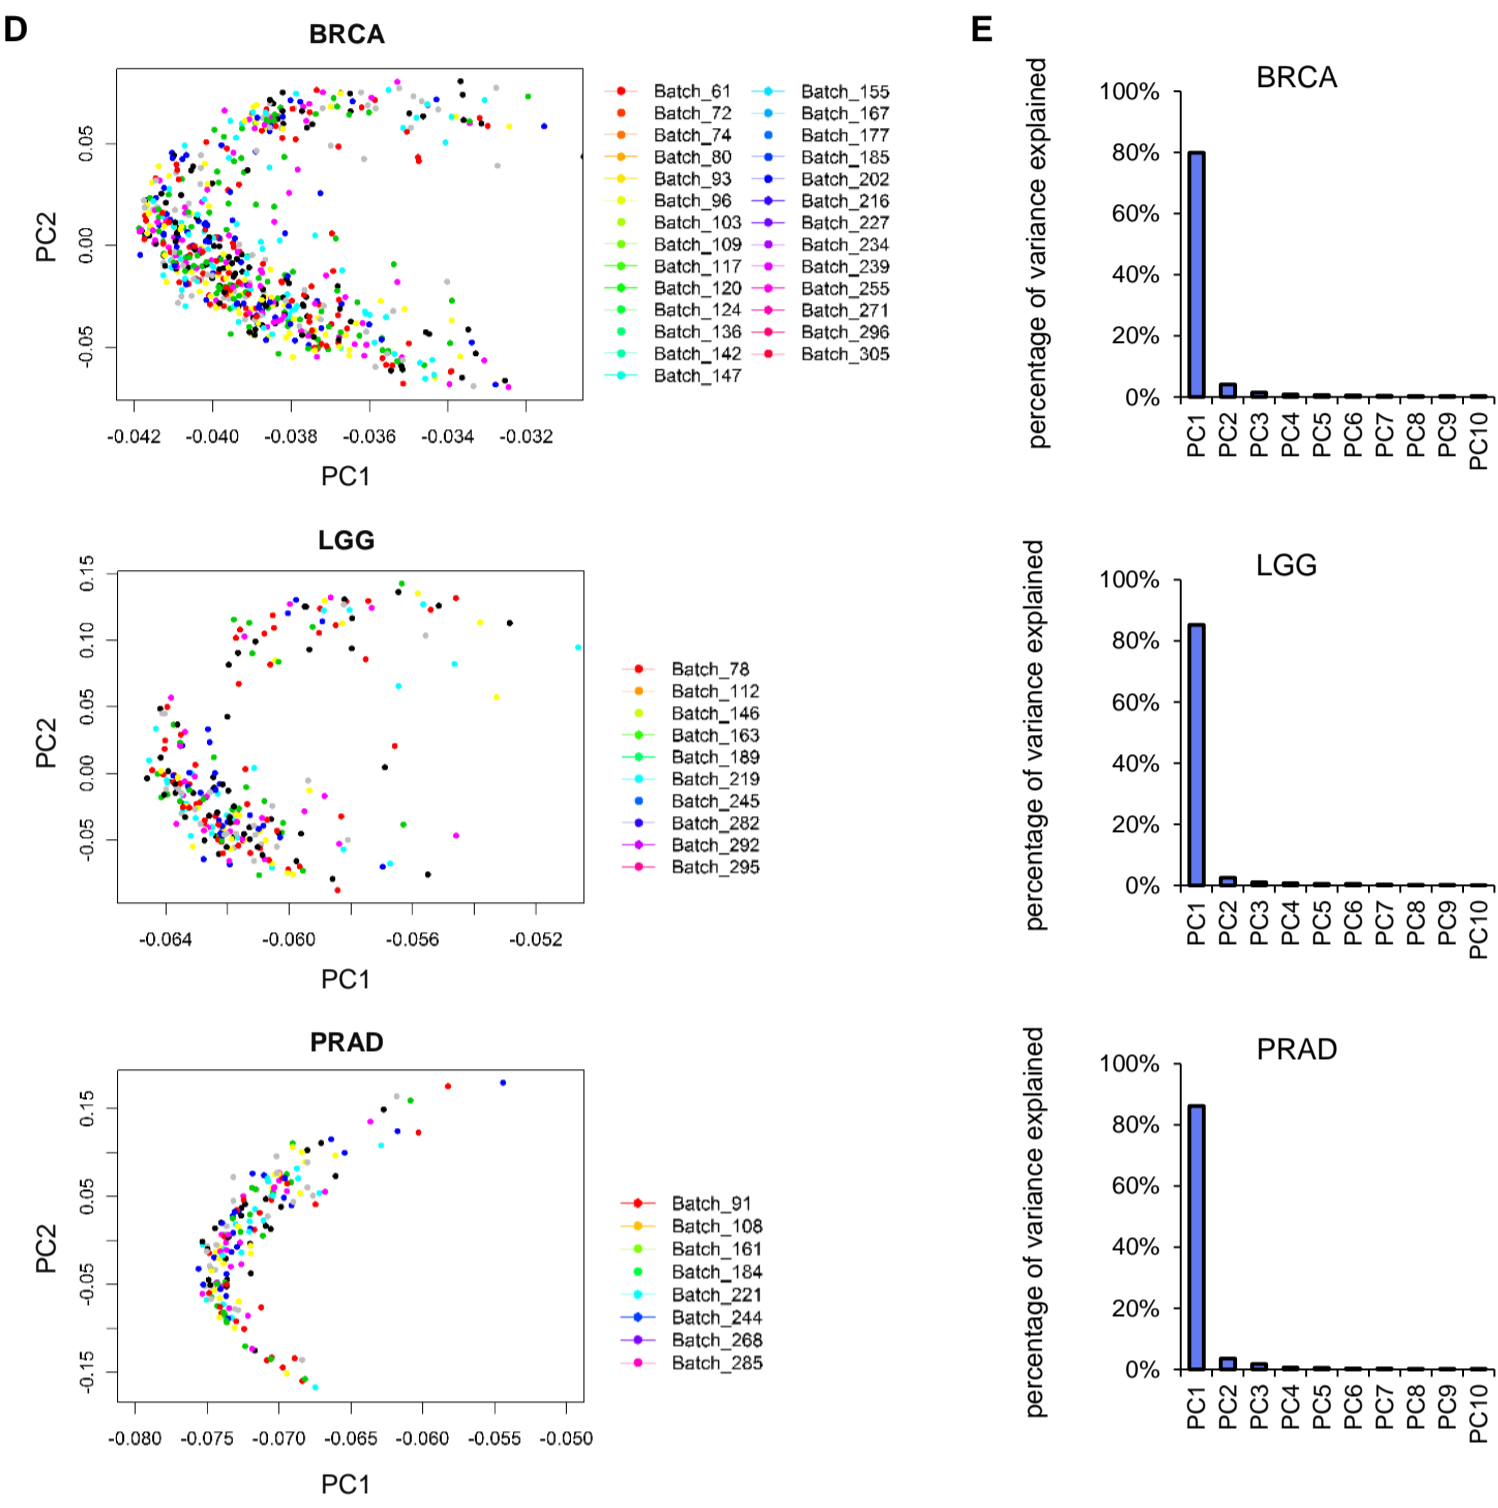 D
BRCA
PC2
0.05
0.00
-0.05
-0.042 -0.040 -0.038 -0.036 -0.034 -0.032
PC1
Batch_61 Batch_155
Batch_72 Batch_167
Batch_74 Batch_177
Batch_80 Batch_185
Batch_93 Batch_202
Batch_96 Batch_216
Batch_103 Batch_227
Batch_109 Batch_234
Batch_117 Batch_239
Batch_120 Batch_255
Batch_124 Batch_271
Batch_136 Batch_296
Batch_142 Batch_305
Batch_147
LGG
PC2
0.15
0.10
0.05
0.00
-0.05
-0.064 -0.060 -0.056 -0.052
PC1
Batch_78
Batch_112
Batch_146
Batch_163
Batch_189
Batch_219
Batch_245
Batch_282
Batch_292
Batch_295
PRAD
PC2
0.15
0.05
-0.05
-0.15
-0.080 -0.075 -0.070 -0.065 -0.060 -0.055 -0.050
PC1
Batch_91
Batch_108
Batch_161
Batch_184
Batch_221
Batch_244
Batch_268
Batch_285
E
BRCA
percentage of variance explained
100%
80%
60%
40%
20%
0%
PC1 PC2 PC3 PC4 PC5 PC6 PC7 PC8 PC9 PC10
LGG
percentage of variance explained
100%
80%
60%
40%
20%
0%
PC1 PC2 PC3 PC4 PC5 PC6 PC7 PC8 PC9 PC10
PRAD
percentage of variance explained
100%
80%
60%
40%
20%
0%
PC1 PC2 PC3 PC4 PC5 PC6 PC7 PC8 PC9 PC10